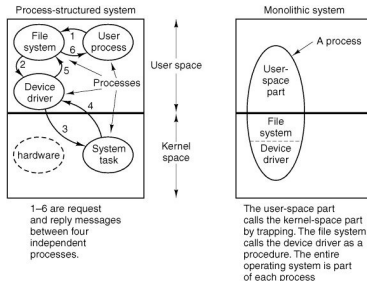 Process-structured system
File
system
1
6
User
process
2
5
Device
driver
Processes
4
3
hardware
System
task
User space
Kernel
space
1–6 are request
and reply messages
between four
independent
processes.
Monolithic system
A process
User-
space
part
File
system
Device
driver
The user-space part
calls the kernel-space part
by trapping. The file system
calls the device driver as a
procedure. The entire
operating system is part
of each process